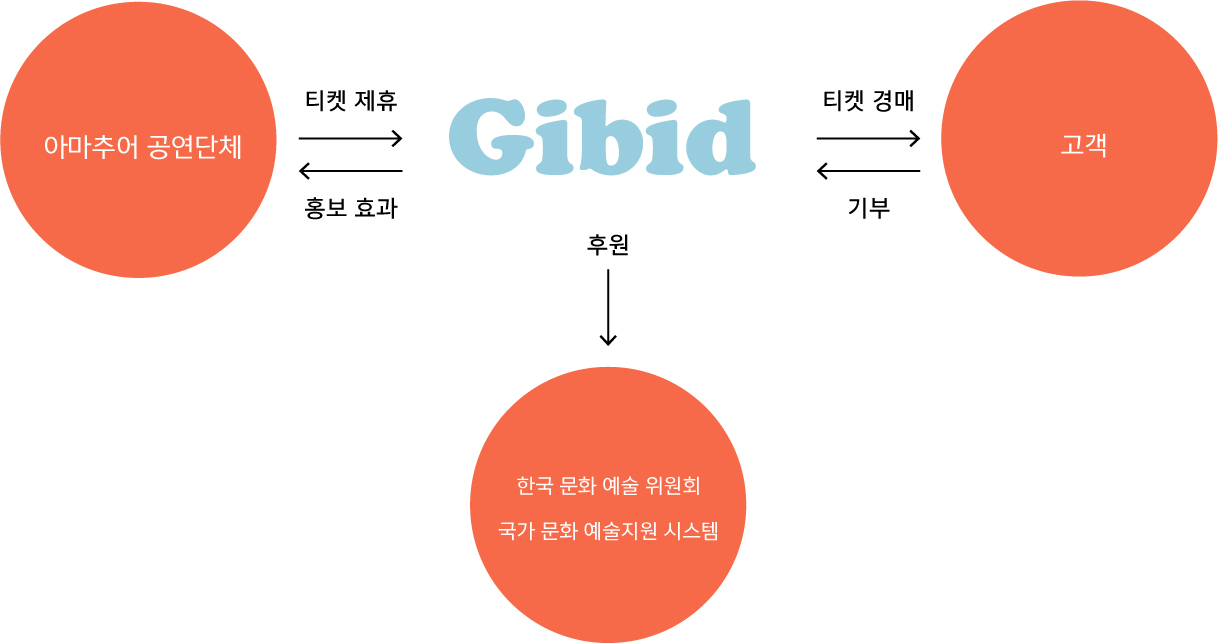 티켓 제휴
Gibid
티켓 경매
아마추어 공연단체
고객
홍보 효과
기부
후원
한국 문화 예술 위원회
국가 문화 예술지원 시스템